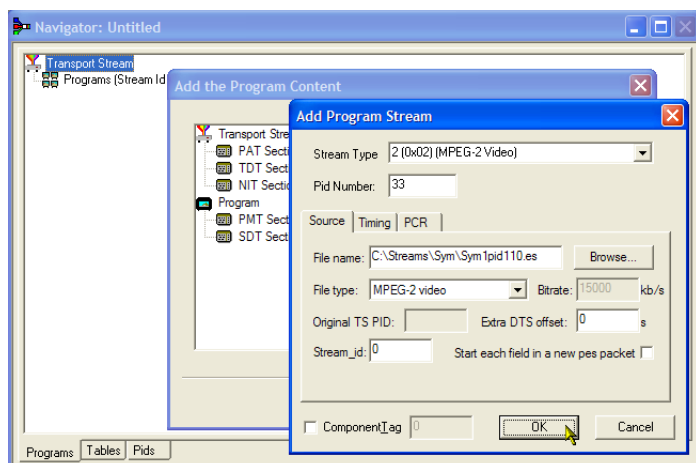 Navigator: Untitled
Transport Stream
Programs (Stream Id
Add the Program Content
Transport Stre
PAT Secti
TDT Secti
NIT Sectio
Program
PMT Sect
SDT Sect
Add Program Stream
Stream Type 2 (0x02) (MPEG-2 Video)
Pid Number: 33
Source Timing PCR
File name: C:\Streams\Sym\Sym1pid110.es Browse...
File type: MPEG-2 video Bitrate: 15000 kb/s
Original TS PID: Extra DTS offset: 0 s
Stream_id: 0 Start each field in a new pes packet
ComponentTag 0 OK Cancel
Programs Tables Pids